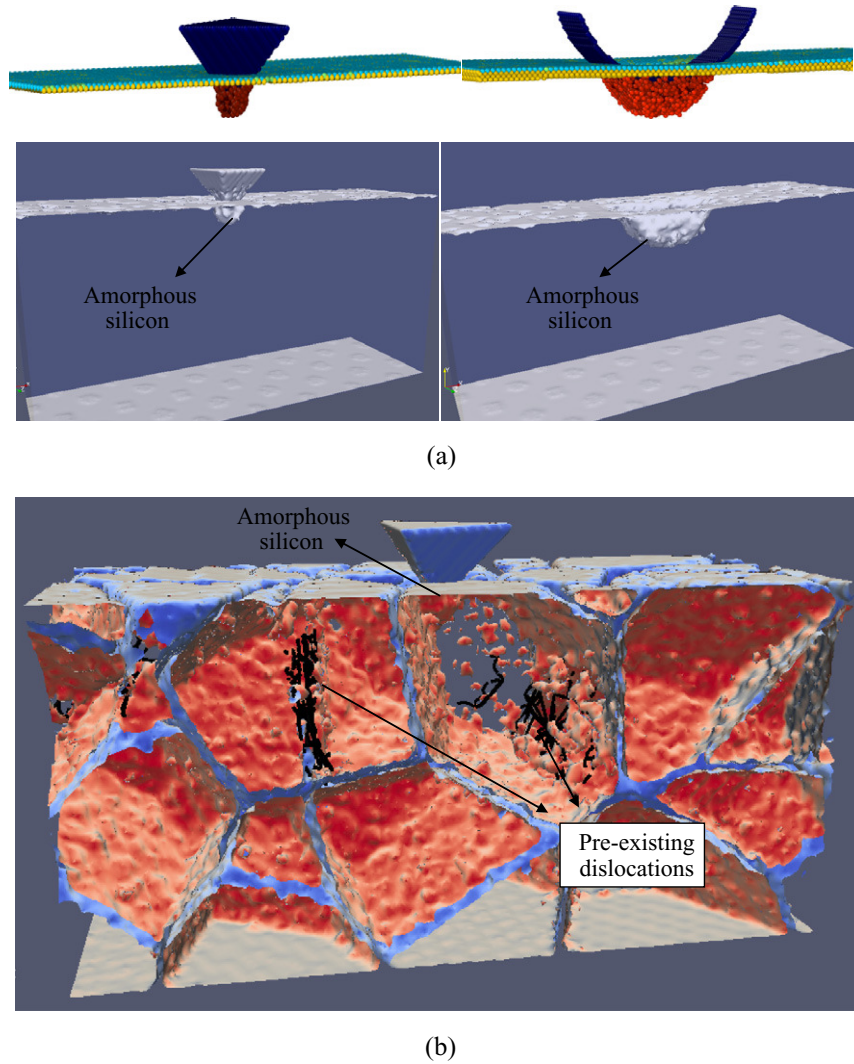 Amorphous
silicon
Amorphous
silicon
(a)
Amorphous
silicon
Pre-existing
dislocations
(b)